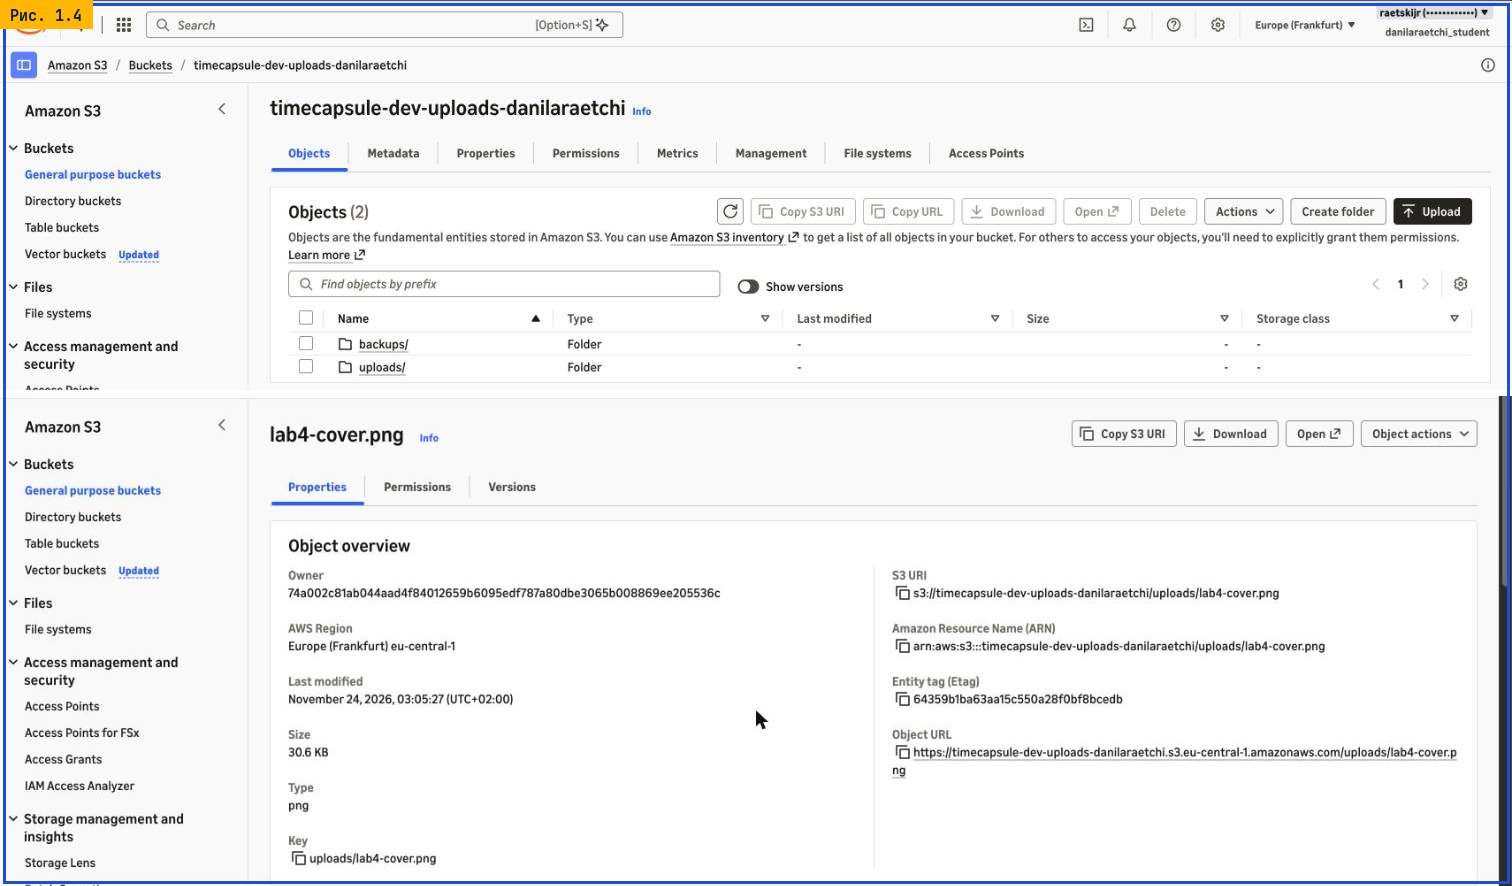 Рис. 1.4
Search [Option+S]
Europe (Frankfurt) ▼
raetskijr (••••••••••••) ▼
danilaraetchi_student
Amazon S3 / Buckets / timecapsule-dev-uploads-danilaraetchi
Amazon S3
Buckets
General purpose buckets
Directory buckets
Table buckets
Vector buckets Updated
Files
File systems
Access management and
security
Access Points
timecapsule-dev-uploads-danilaraetchi Info
Objects Metadata Properties Permissions Metrics Management File systems Access Points
Objects (2)
Copy S3 URI Copy URL Download Open Delete Actions Create folder Upload
Objects are the fundamental entities stored in Amazon S3. You can use Amazon S3 inventory to get a list of all objects in your bucket. For others to access your objects, you'll need to explicitly grant them permissions.
Learn more
Find objects by prefix Show versions 1
Name Type Last modified Size Storage class
backups/ Folder - - -
uploads/ Folder - - -
Amazon S3
Buckets
General purpose buckets
Directory buckets
Table buckets
Vector buckets Updated
Files
File systems
Access management and
security
Access Points
Access Points for FSx
Access Grants
IAM Access Analyzer
Storage management and
insights
Storage Lens
lab4-cover.png Info
Copy S3 URI Download Open Object actions
Properties Permissions Versions
Object overview
Owner
74a002c81ab044aad4f84012659b6095edf787a80dbe3065b008869ee205536c
AWS Region
Europe (Frankfurt) eu-central-1
Last modified
November 24, 2026, 03:05:27 (UTC+02:00)
Size
30.6 KB
Type
png
Key
uploads/lab4-cover.png
S3 URI
s3://timecapsule-dev-uploads-danilaraetchi/uploads/lab4-cover.png
Amazon Resource Name (ARN)
arn:aws:s3:::timecapsule-dev-uploads-danilaraetchi/uploads/lab4-cover.png
Entity tag (Etag)
64359b1ba63aa15c550a28f0bf8bcedb
Object URL
https://timecapsule-dev-uploads-danilaraetchi.s3.eu-central-1.amazonaws.com/uploads/lab4-cover.p
ng